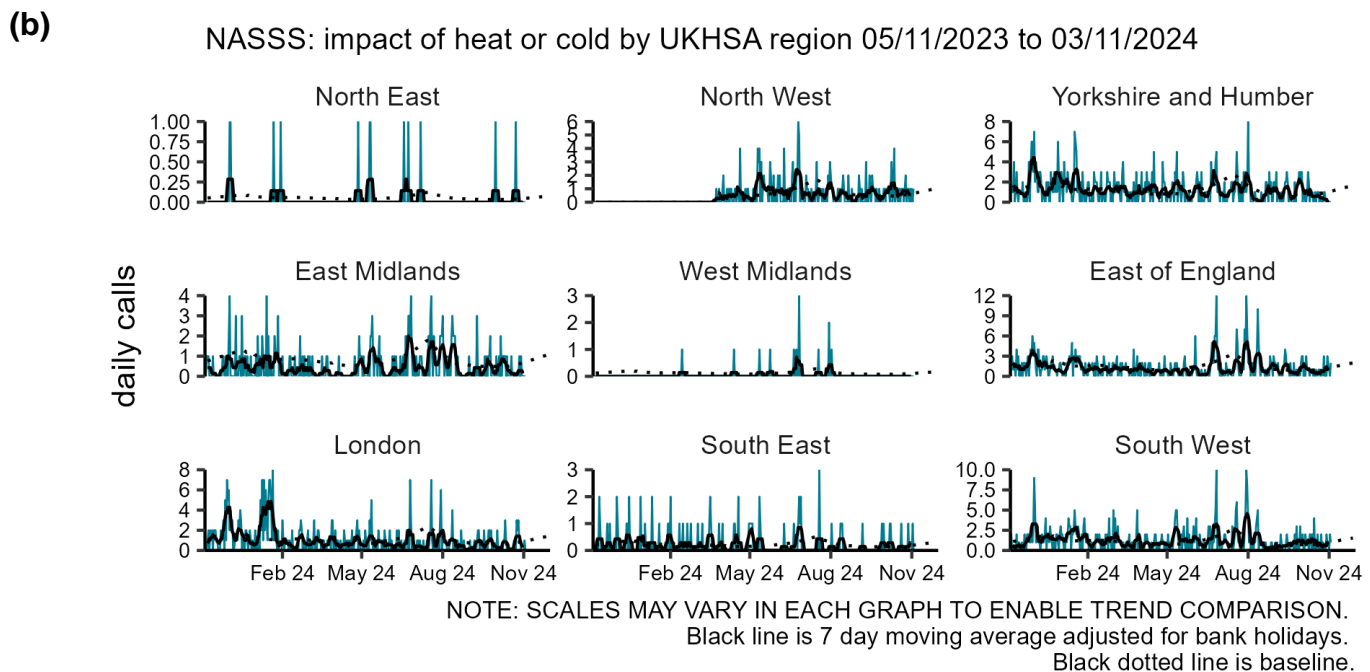 (b)
NASSS: impact of heat or cold by UKHSA region 05/11/2023 to 03/11/2024
North East
North West
Yorkshire and Humber
1.00
0.75
0.50
0.25
0.00
6
5
4
3
2
1
0
8
6
4
2
0
daily calls
East Midlands
West Midlands
East of England
4
3
2
1
0
3
2
1
0
12
9
6
3
0
London
South East
South West
8
6
4
2
0
3
2
1
0
10.0
7.5
5.0
2.5
0.0
Feb 24 May 24 Aug 24 Nov 24
Feb 24 May 24 Aug 24 Nov 24
Feb 24 May 24 Aug 24 Nov 24
NOTE: SCALES MAY VARY IN EACH GRAPH TO ENABLE TREND COMPARISON.
Black line is 7 day moving average adjusted for bank holidays.
Black dotted line is baseline.